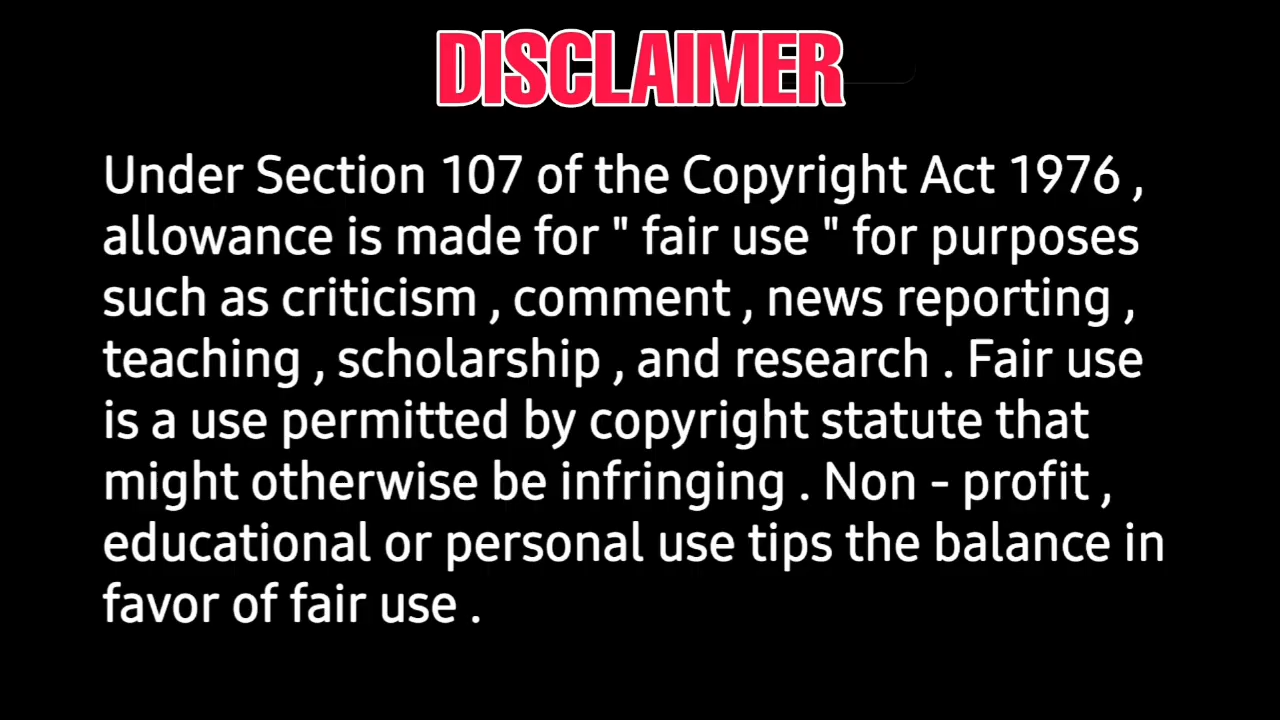 DISCLAIMER
Under Section 107 of the Copyright Act 1976 ,
allowance is made for " fair use " for purposes
such as criticism , comment , news reporting ,
teaching , scholarship , and research . Fair use
is a use permitted by copyright statute that
might otherwise be infringing . Non - profit ,
educational or personal use tips the balance in
favor of fair use .